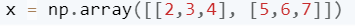 x = np.array([[2,3,4], [5,6,7]])